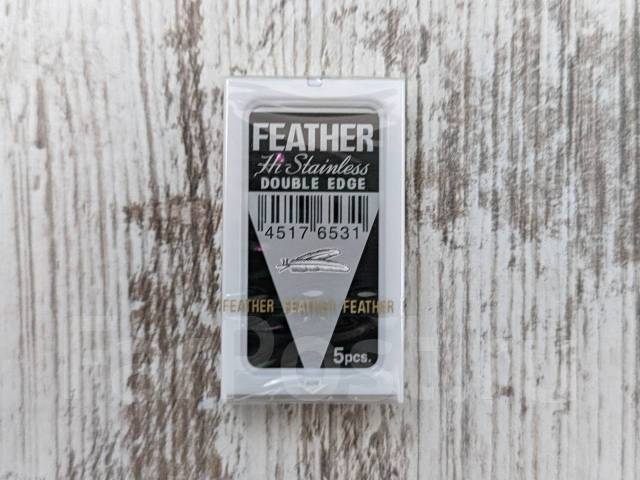 FEATHER
Hi-Stainless
DOUBLE EDGE
4517 6531
FEATHER FEATHER FEATHER
5pcs.